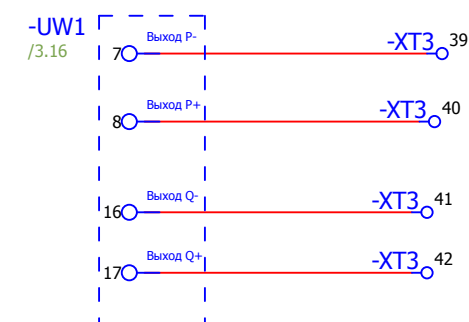 -UW1
/3.16
7 Выход P- -XT3 39
8 Выход P+ -XT3 40
16 Выход Q- -XT3 41
17 Выход Q+ -XT3 42